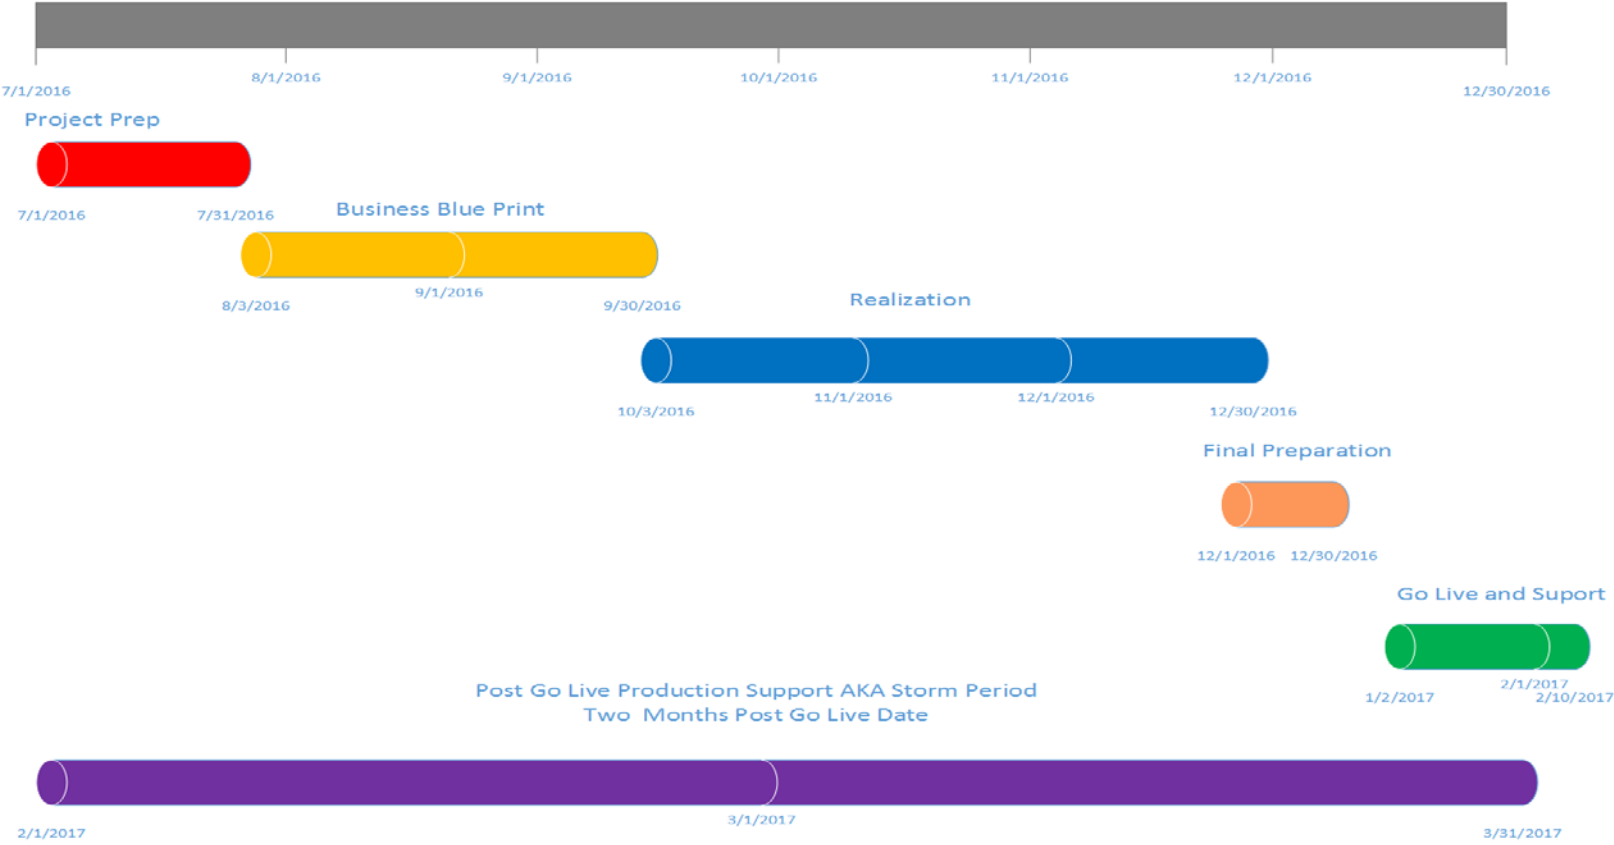 8/1/2016 9/1/2016 10/1/2016 11/1/2016 12/1/2016
7/1/2016 12/30/2016
Project Prep
7/1/2016 7/31/2016
Business Blue Print
8/3/2016 9/1/2016 9/30/2016
Realization
10/3/2016 11/1/2016 12/1/2016 12/30/2016
Final Preparation
12/1/2016 12/30/2016
Go Live and Suport
1/2/2017 2/1/2017 2/10/2017
Post Go Live Production Support AKA Storm Period
Two Months Post Go Live Date
2/1/2017 3/1/2017 3/31/2017